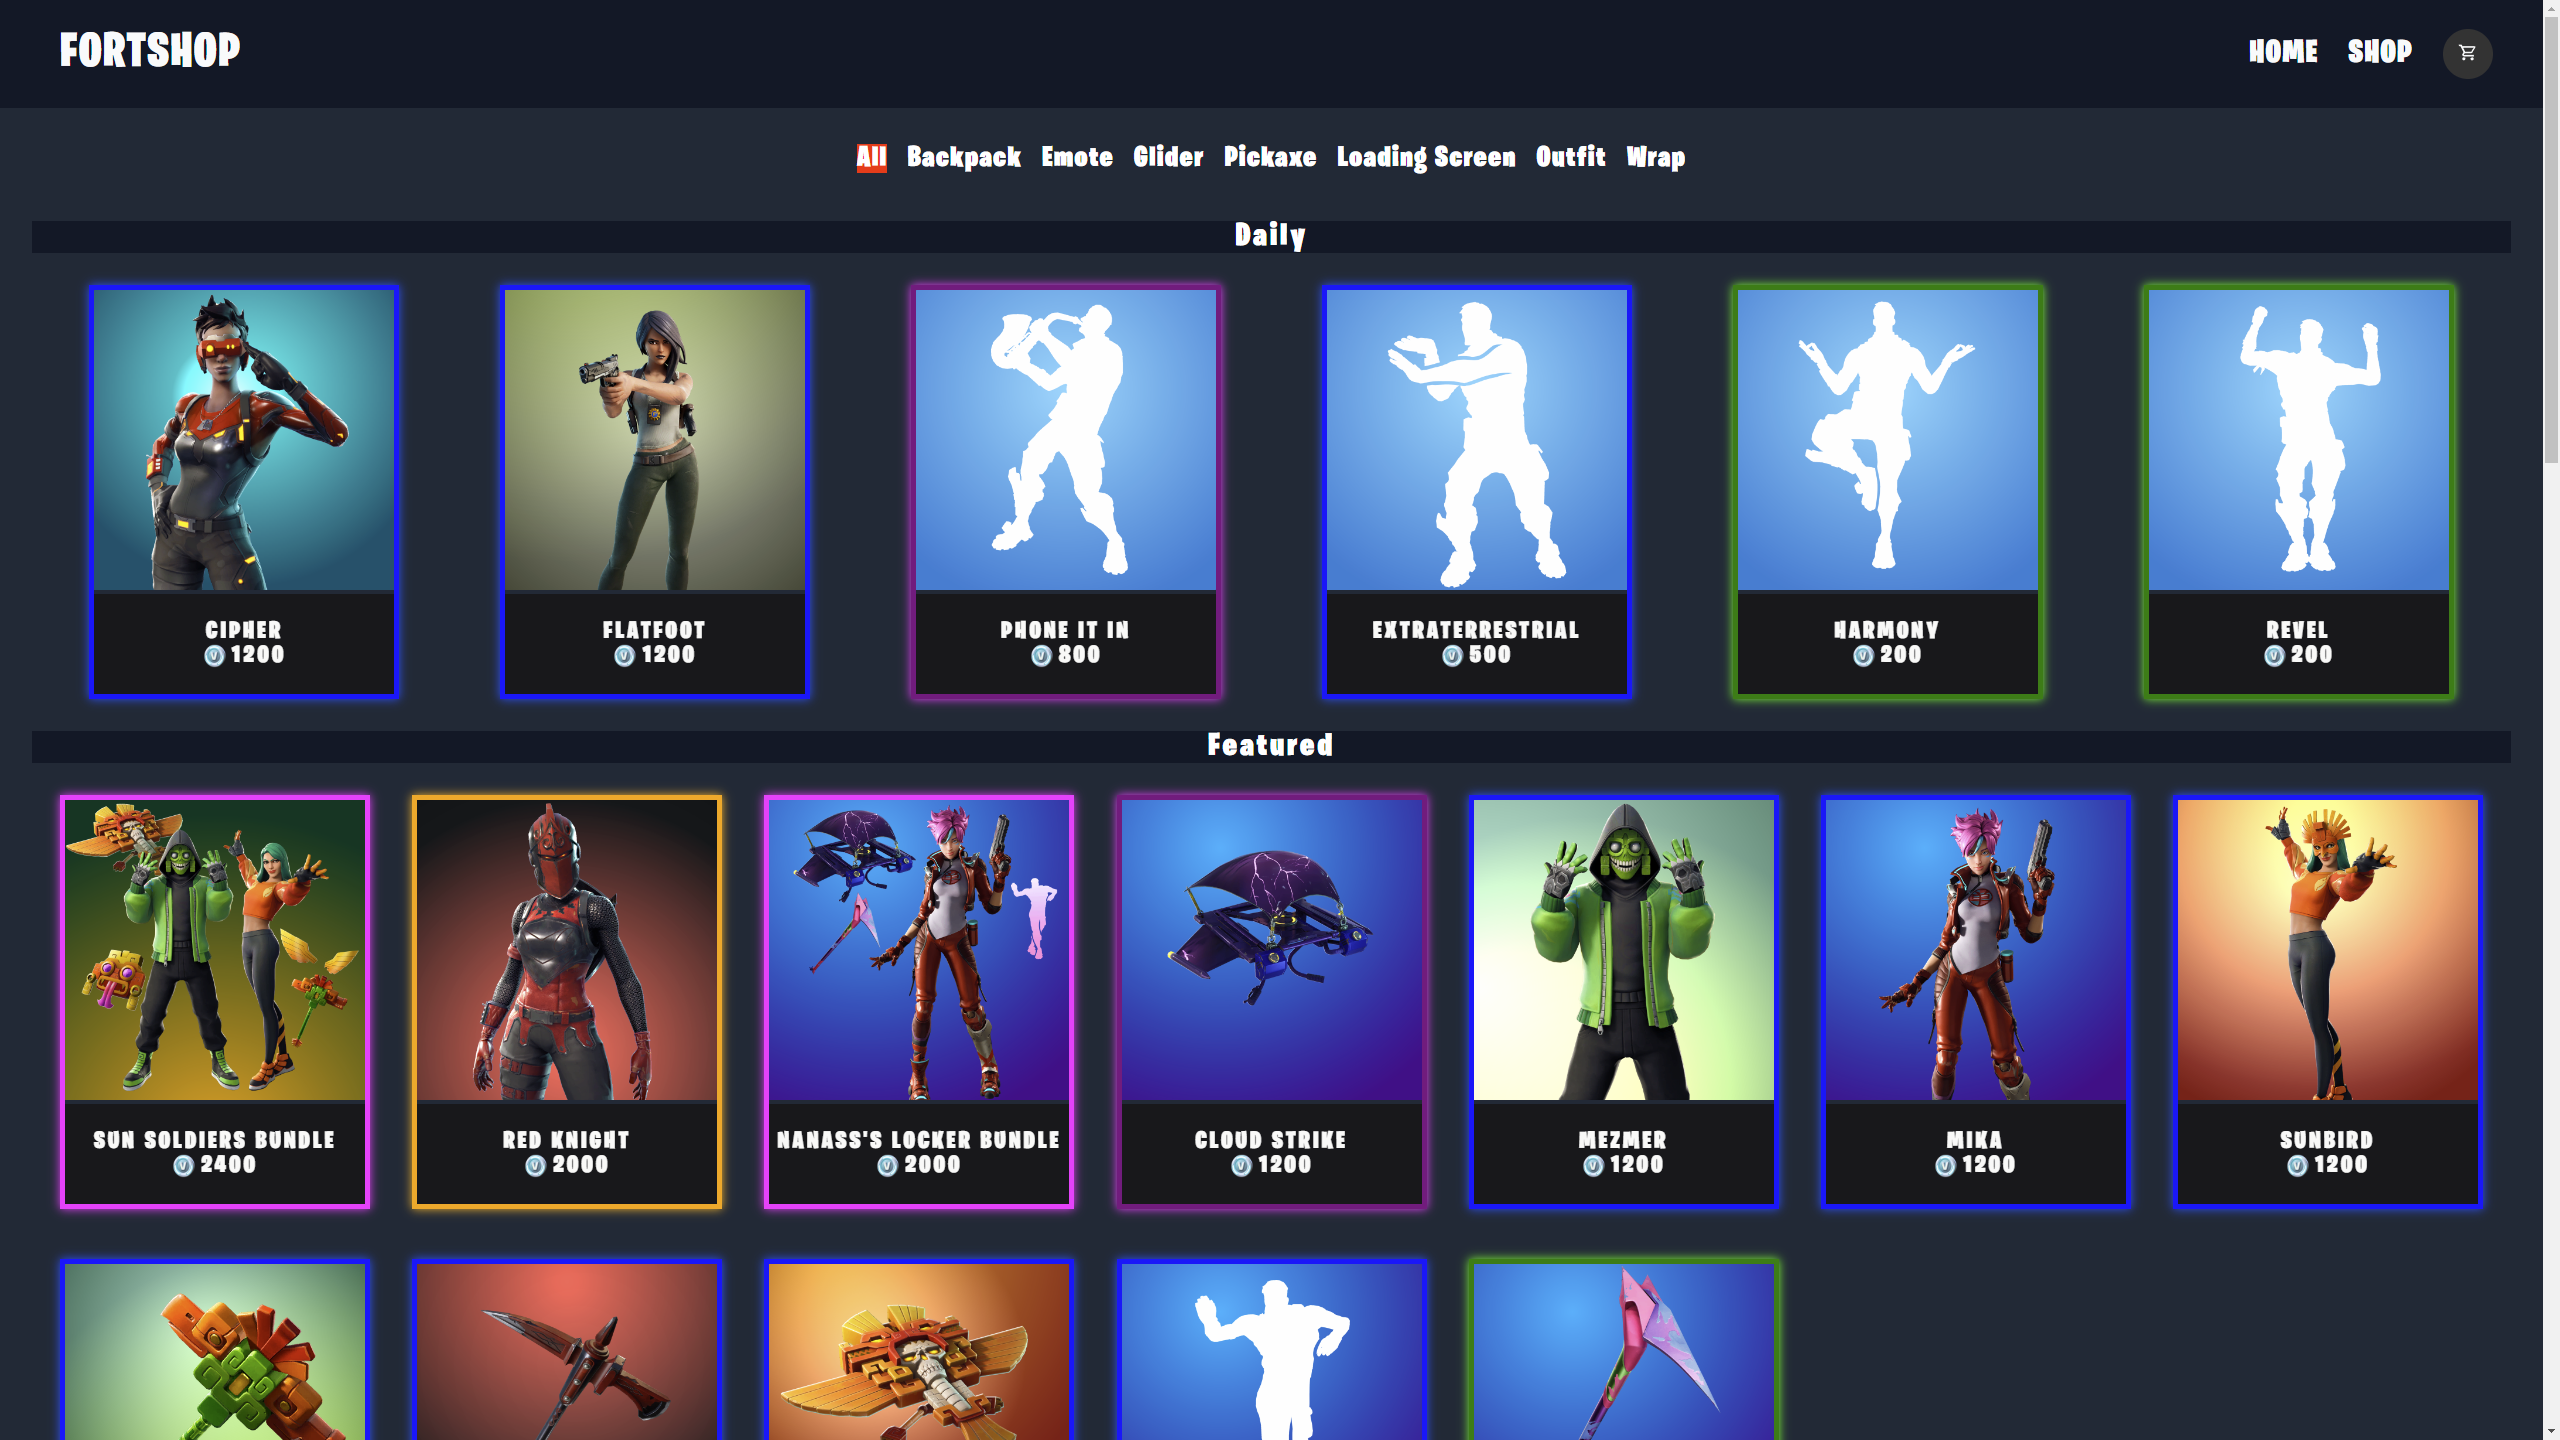 FORTSHOP
HOME SHOP
All Backpack Emote Glider Pickaxe Loading Screen Outfit Wrap
Daily
CIPHER
V 1200
FLATFOOT
V 1200
PHONE IT IN
V 800
EXTRATERRESTRIAL
V 500
HARMONY
V 200
REVEL
V 200
Featured
SUN SOLDIERS BUNDLE
V 2400
RED KNIGHT
V 2000
NANASS'S LOCKER BUNDLE
V 2000
CLOUD STRIKE
V 1200
MEZMER
V 1200
MIKA
V 1200
SUNBIRD
V 1200